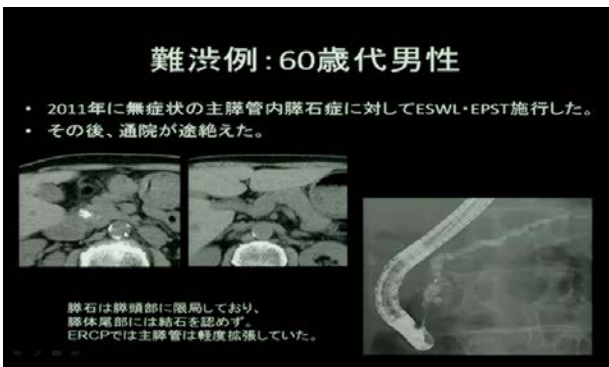 難渋例：60歳代男性
• 2011年に無症状の主膵管内膵石症に対してESWL・EPST施行した。
• その後、通院が途絶えた。
膵石は膵頭部に限局しており、
膵体尾部には結石を認めず。
ERCPでは主膵管は軽度拡張していた。